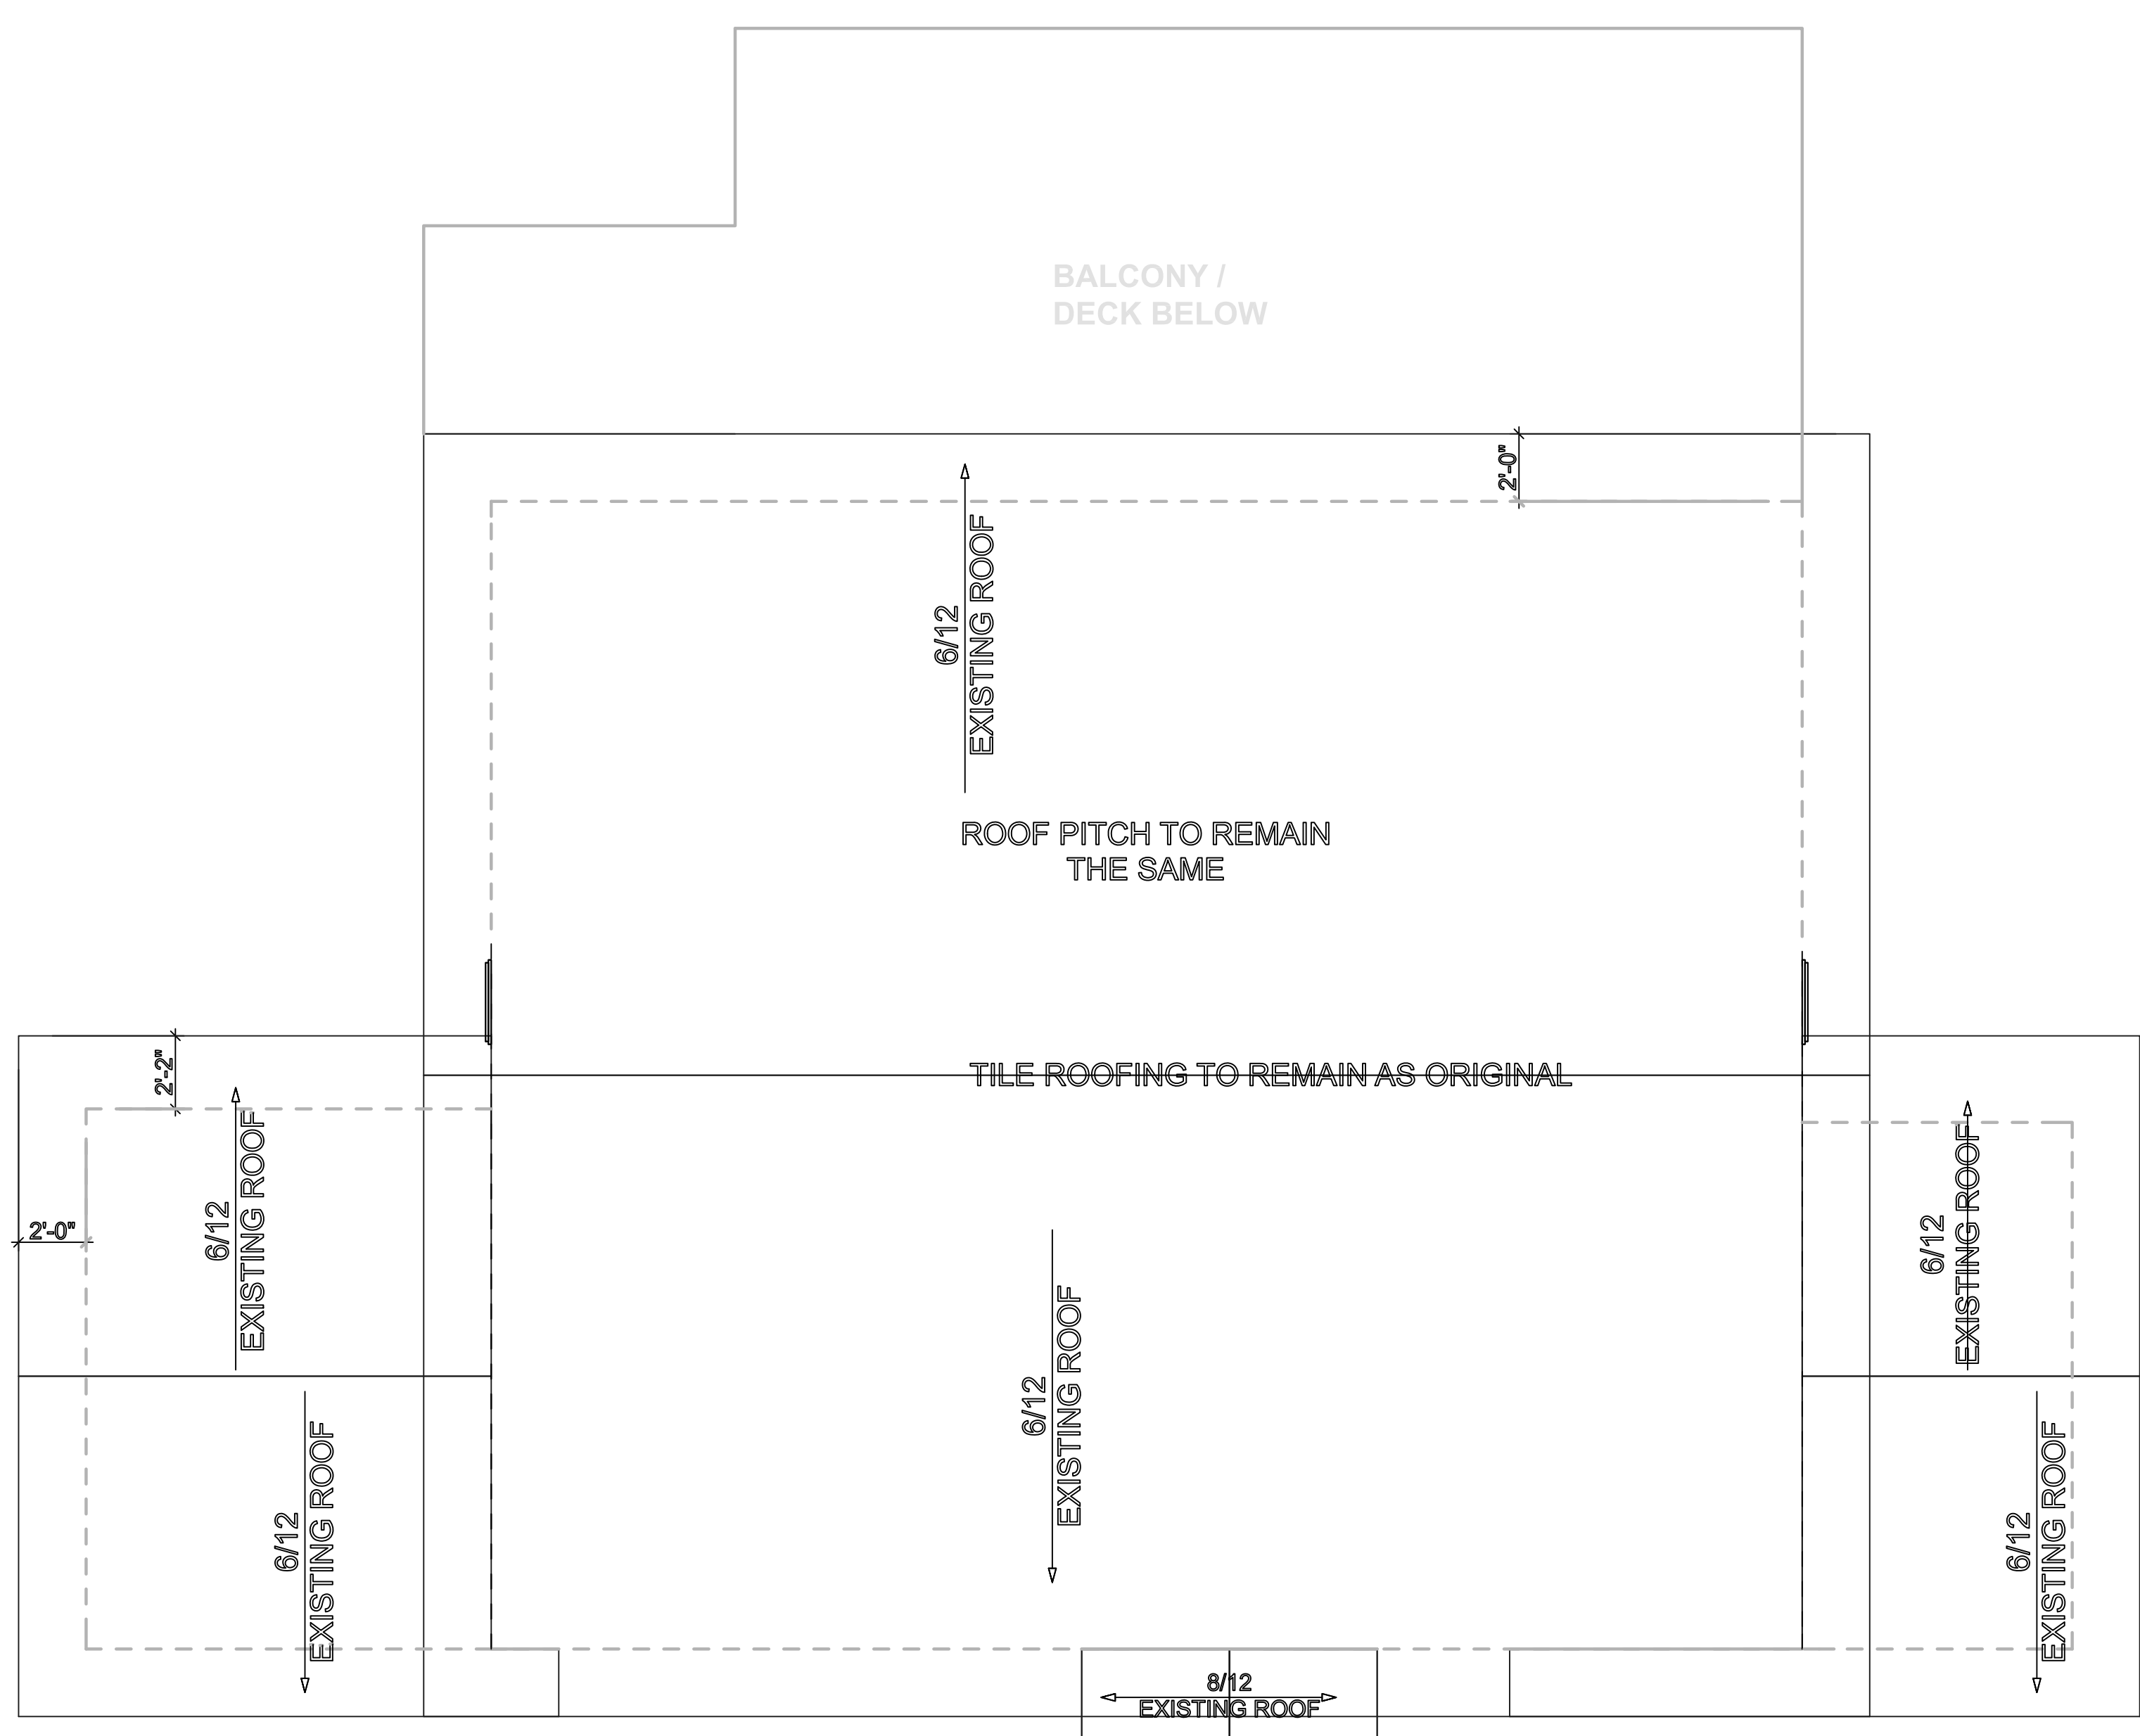 BALCONY /
DECK BELOW
2'-0"
6/12
EXISTING ROOF
ROOF PITCH TO REMAIN
THE SAME
2'-2"
TILE ROOFING TO REMAIN AS ORIGINAL
2'-0"
6/12
EXISTING ROOF
6/12
EXISTING ROOF
6/12
EXISTING ROOF
6/12
EXISTING ROOF
6/12
EXISTING ROOF
8/12
EXISTING ROOF